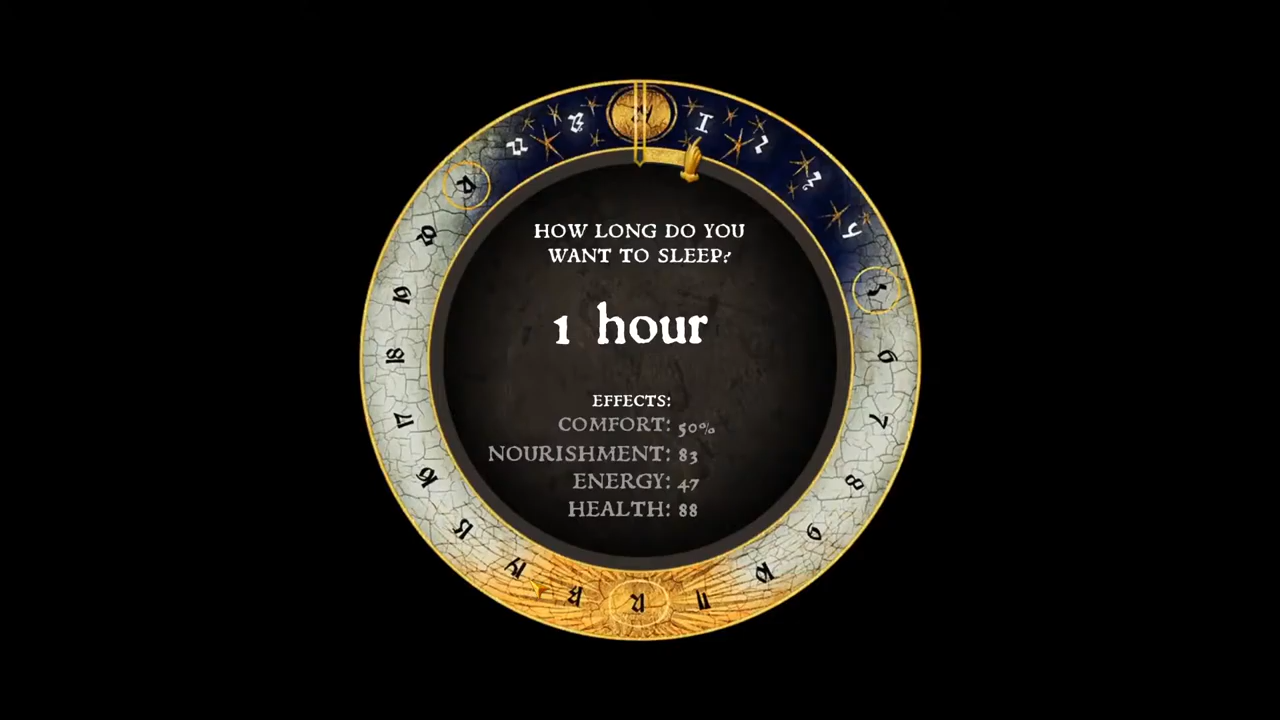 HOW LONG DO YOU
WANT TO SLEEP?
1 hour
EFFECTS:
COMFORT: 50%
NOURISHMENT: 83
ENERGY: 47
HEALTH: 88